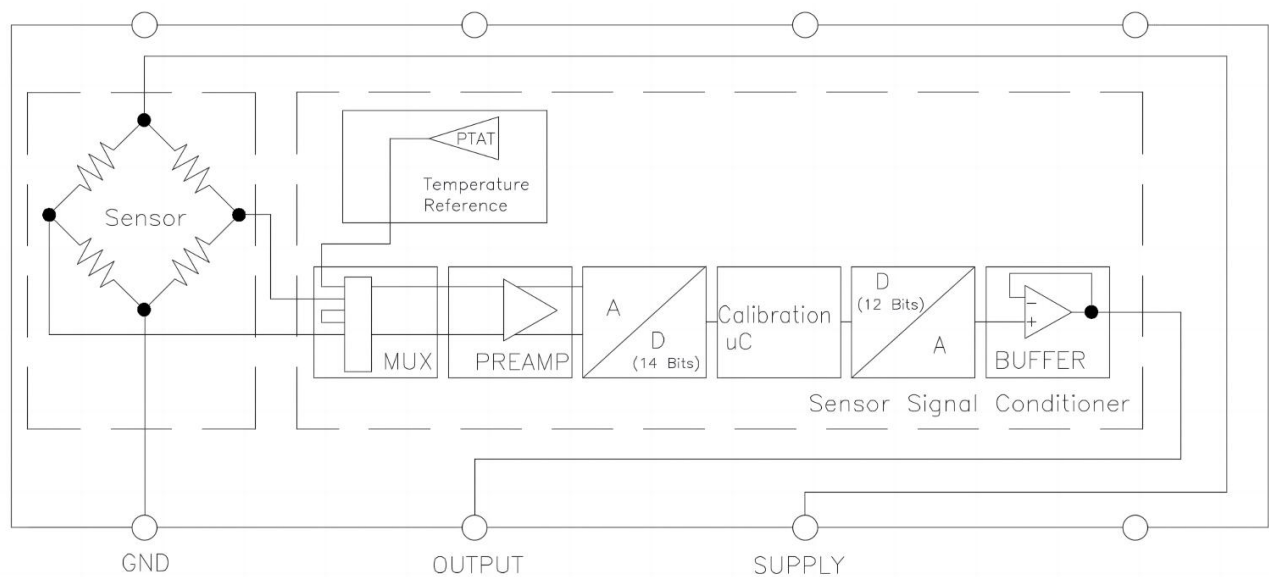 PTAT
Temperature
Reference
Sensor
MUX
PREAMP
A
D
(14 Bits)
Calibration
uC
D
(12 Bits)
A
−
+
BUFFER
Sensor Signal Conditioner
GND
OUTPUT
SUPPLY